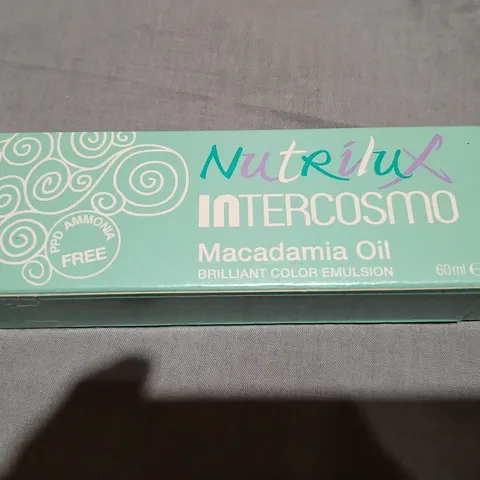 Nutrilux
INTERCOSMO
PPD AMMONIA
FREE
Macadamia Oil
BRILLIANT COLOR EMULSION
60ml e